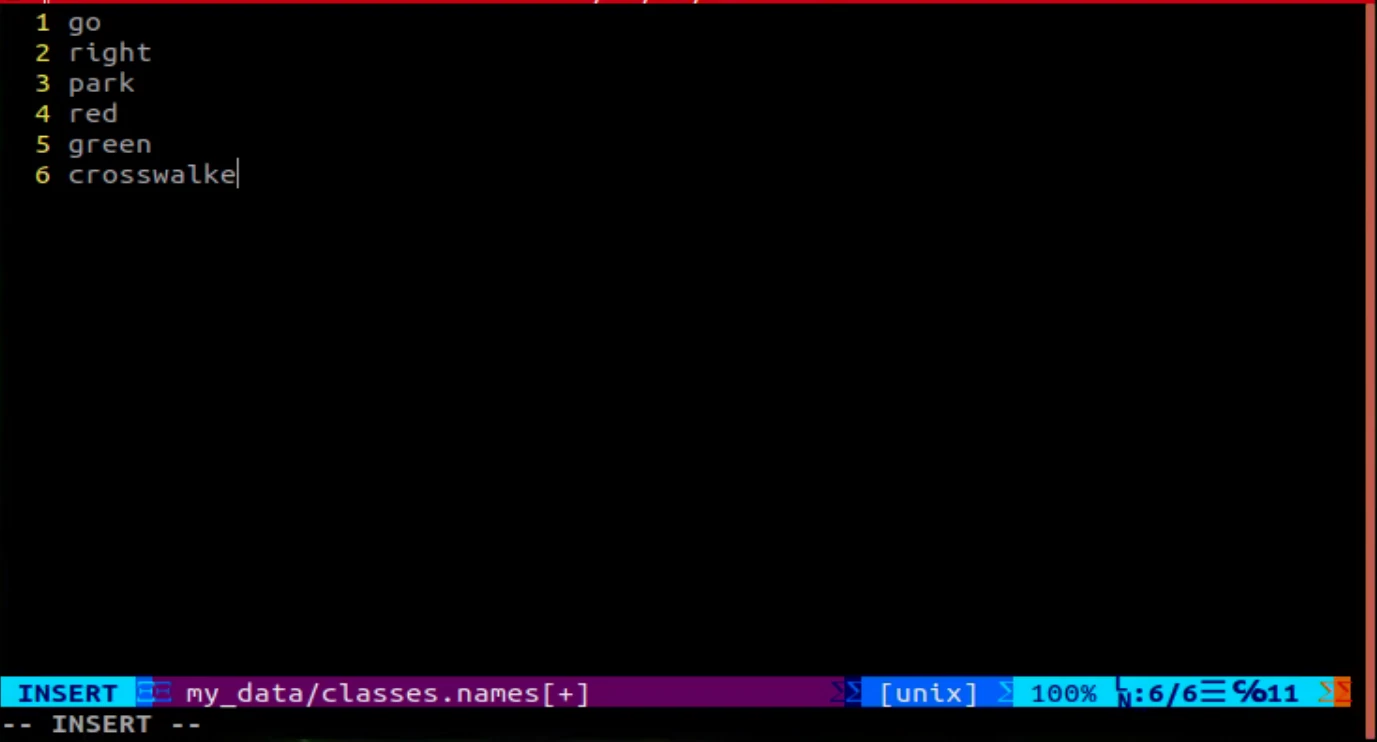 1 go
2 right
3 park
4 red
5 green
6 crosswalke
INSERT my_data/classes.names[+] [unix] 100% ␤:6/6☰ ℅11
-- INSERT --